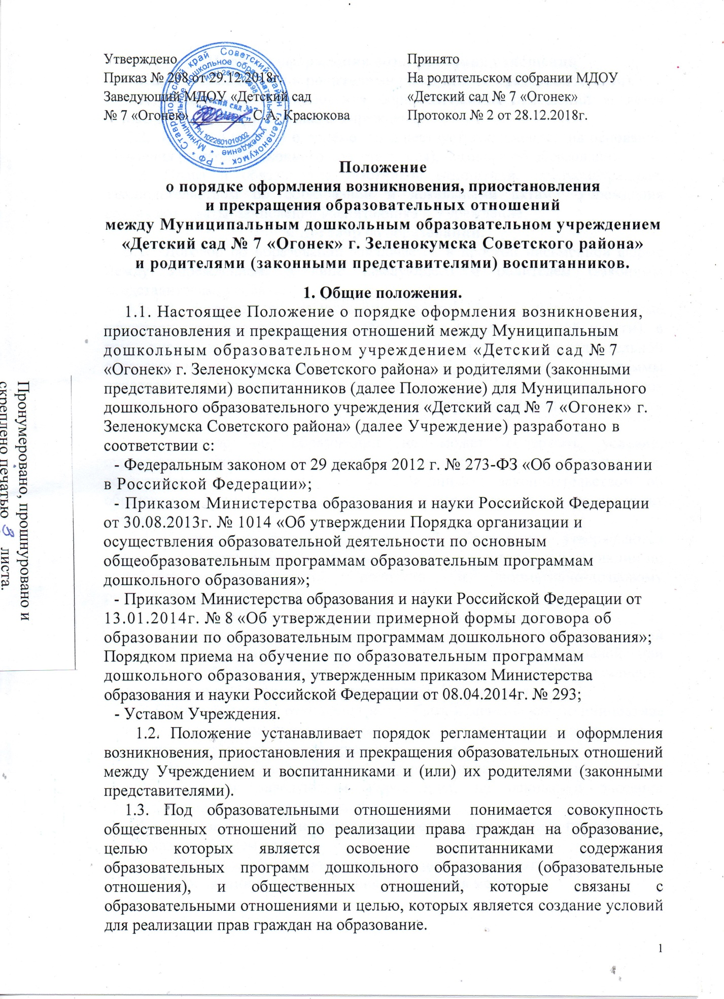 Утверждено
Приказ № 208 от 29.12.2018г.
Заведующий МДОУ «Детский сад
№ 7 «Огонек»_________С.А. Красюкова
Принято
На родительском собрании МДОУ
«Детский сад № 7 «Огонек»
Протокол № 2 от 28.12.2018г.
РФ * Ставропольский край Советский район г.Зеленокумск *
Муниципальное дошкольное образовательное учреждение *
ОГРН 1022601010002
Детский сад №7
"ОГОНЕК"
Положение
о порядке оформления возникновения, приостановления
и прекращения образовательных отношений
между Муниципальным дошкольным образовательном учреждением
«Детский сад № 7 «Огонек» г. Зеленокумска Советского района»
и родителями (законными представителями) воспитанников.
1. Общие положения.
1.1. Настоящее Положение о порядке оформления возникновения,
приостановления и прекращения отношений между Муниципальным
дошкольным образовательном учреждением «Детский сад № 7
«Огонек» г. Зеленокумска Советского района» и родителями (законными
представителями) воспитанников (далее Положение) для Муниципального
дошкольного образовательного учреждения «Детский сад № 7 «Огонек» г.
Зеленокумска Советского района» (далее Учреждение) разработано в
соответствии с:
- Федеральным законом от 29 декабря 2012 г. № 273-ФЗ «Об образовании
в Российской Федерации»;
- Приказом Министерства образования и науки Российской Федерации
от 30.08.2013г. № 1014 «Об утверждении Порядка организации и
осуществления образовательной деятельности по основным
общеобразовательным программам образовательным программам
дошкольного образования»;
- Приказом Министерства образования и науки Российской Федерации от
13.01.2014г. № 8 «Об утверждении примерной формы договора об
образовании по образовательным программам дошкольного образования»;
Порядком приема на обучение по образовательным программам
дошкольного образования, утвержденным приказом Министерства
образования и науки Российской Федерации от 08.04.2014г. № 293;
- Уставом Учреждения.
1.2. Положение устанавливает порядок регламентации и оформления
возникновения, приостановления и прекращения образовательных отношений
между Учреждением и воспитанниками и (или) их родителями (законными
представителями).
1.3. Под образовательными отношениями понимается совокупность
общественных отношений по реализации права граждан на образование,
целью которых является освоение воспитанниками содержания
образовательных программ дошкольного образования (образовательные
отношения), и общественных отношений, которые связаны с
образовательными отношениями и целью, которых является создание условий
для реализации прав граждан на образование.
1
Пронумеровано, прошнуровано и
скреплено печатью 3 листа.